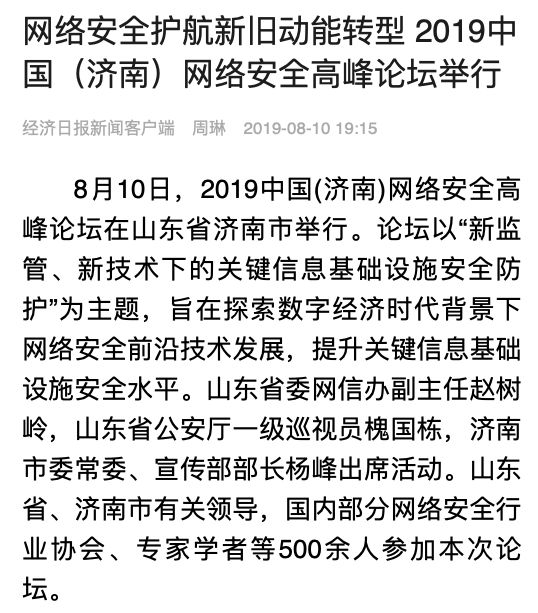 网络安全护航新旧动能转型 2019中
国（济南）网络安全高峰论坛举行
经济日报新闻客户端 周琳 2019-08-10 19:15
8月10日，2019中国(济南)网络安全高
峰论坛在山东省济南市举行。论坛以“新监
管、新技术下的关键信息基础设施安全防
护”为主题，旨在探索数字经济时代背景下
网络安全前沿技术发展，提升关键信息基础
设施安全水平。山东省委网信办副主任赵树
岭，山东省公安厅一级巡视员槐国栋，济南
市委常委、宣传部部长杨峰出席活动。山东
省、济南市有关领导，国内部分网络安全行
业协会、专家学者等500余人参加本次论
坛。